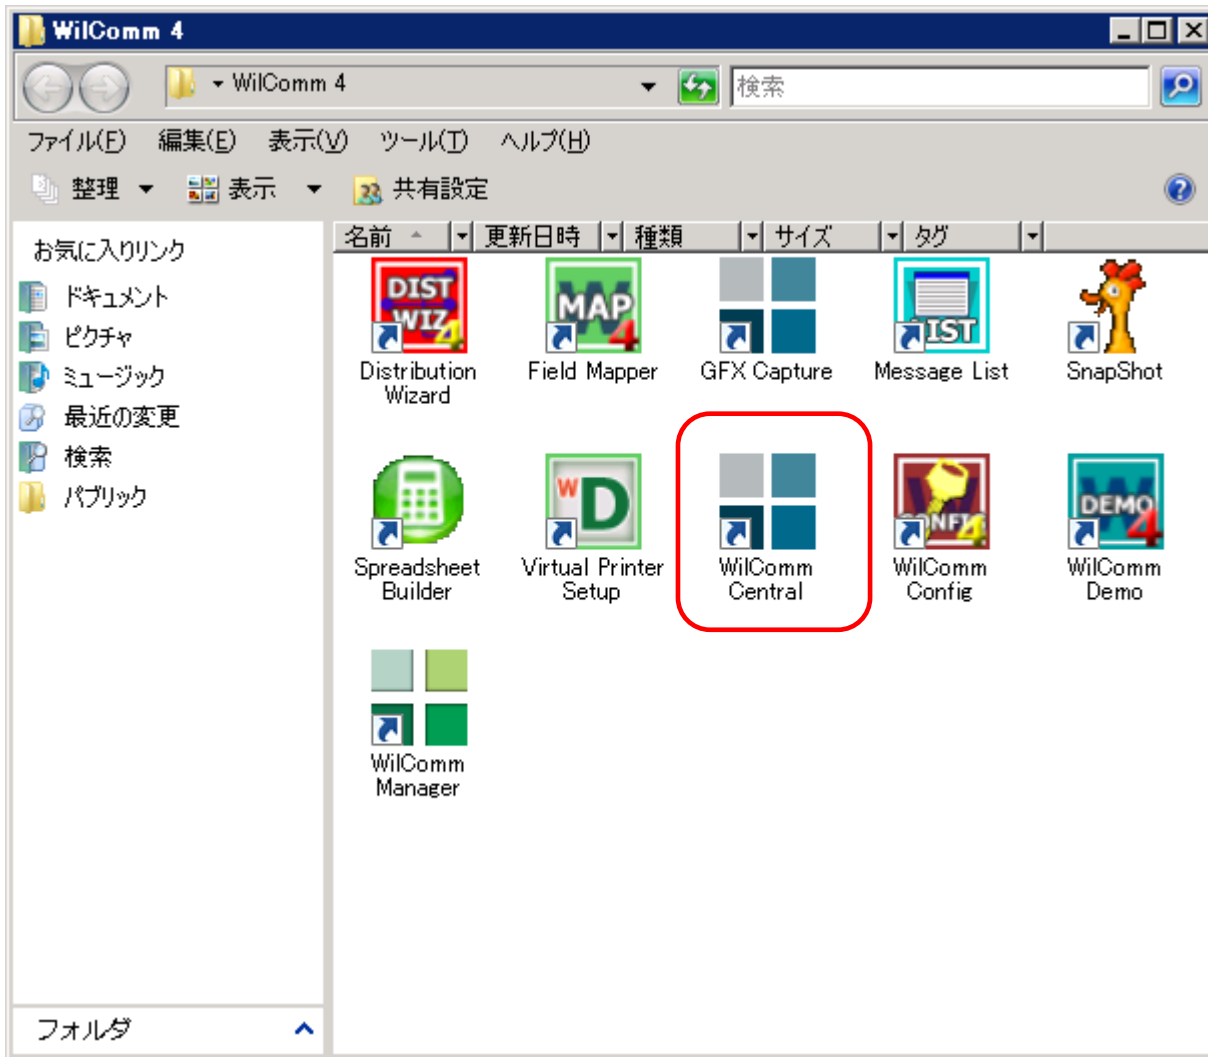 WilComm 4
WilComm 4
検索
ファイル(F) 編集(E) 表示(V) ツール(T) ヘルプ(H)
整理 表示 共有設定
お気に入りリンク
ドキュメント
ピクチャ
ミュージック
最近の変更
検索
パブリック
フォルダ
名前 更新日時 種類 サイズ タグ
DIST
WIZ
4
Distribution
Wizard
MAP
4
Field Mapper
GFX Capture
LIST
Message List
SnapShot
Spreadsheet
Builder
W
D
Virtual Printer
Setup
WilComm
Central
4
WilComm
Config
DEMO
4
WilComm
Demo
WilComm
Manager